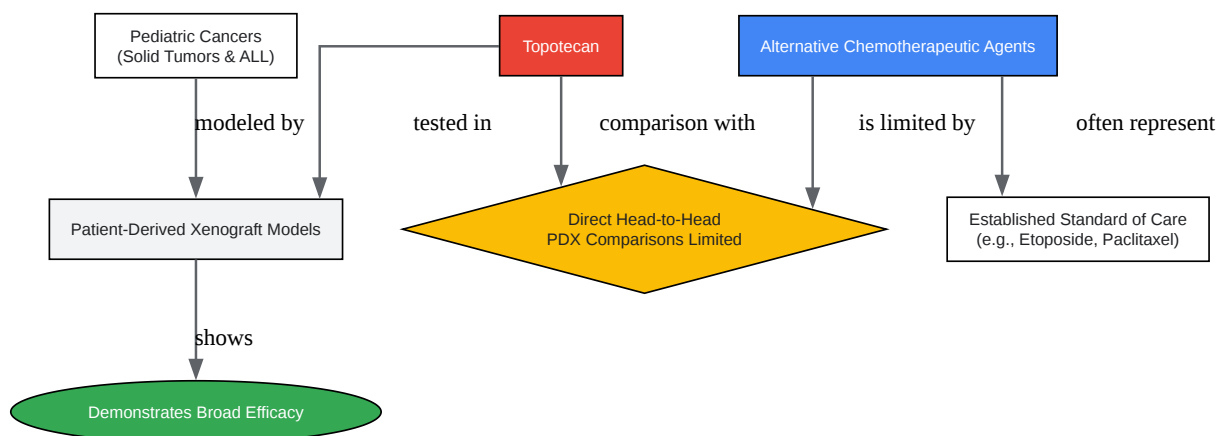 Pediatric Cancers
(Solid Tumors & ALL)
Topotecan
Alternative Chemotherapeutic Agents
modeled by
tested in
comparison with
is limited by
often represent
Patient-Derived Xenograft Models
Direct Head-to-Head
PDX Comparisons Limited
Established Standard of Care
(e.g., Etoposide, Paclitaxel)
shows
Demonstrates Broad Efficacy